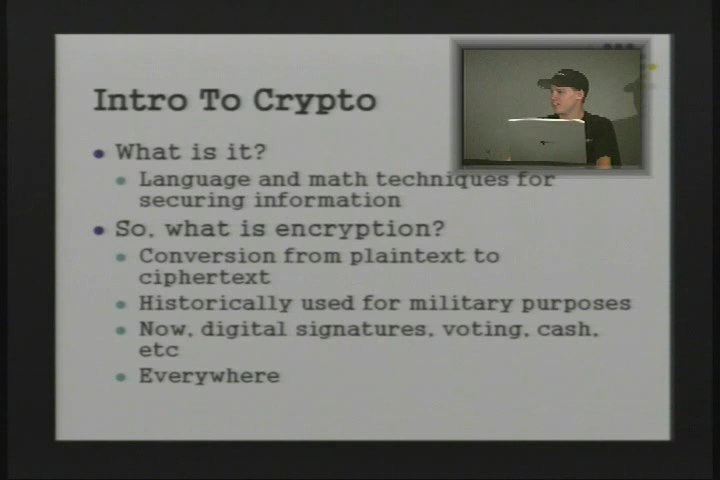 Intro To Crypto
What is it?
Language and math techniques for
securing information
So, what is encryption?
Conversion from plaintext to
ciphertext
Historically used for military purposes
Now, digital signatures, voting, cash,
etc
Everywhere